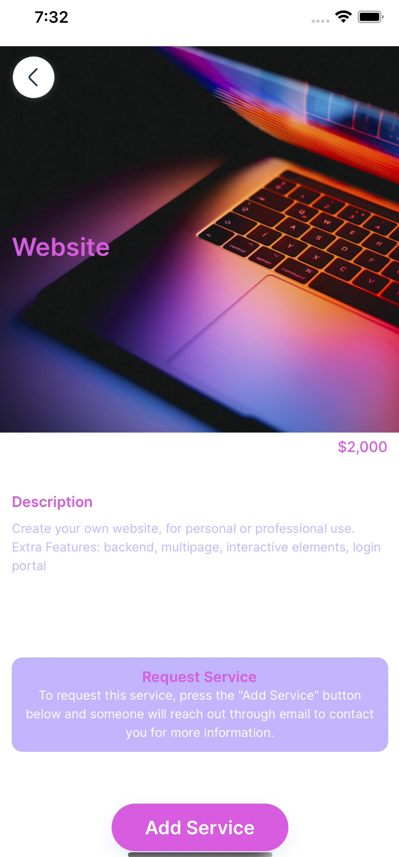 7:32
Website
$2,000
Description
Create your own website, for personal or professional use.
Extra Features: backend, multipage, interactive elements, login
portal
Request Service
To request this service, press the "Add Service" button
below and someone will reach out through email to contact
you for more information.
Add Service